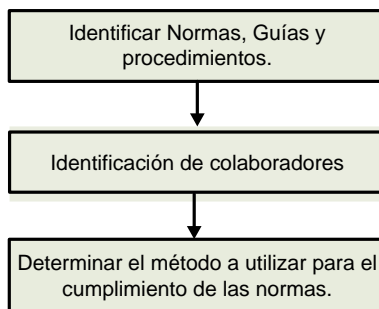 Identificar Normas, Guías y
procedimientos.
Identificación de colaboradores
Determinar el método a utilizar para el
cumplimiento de las normas.